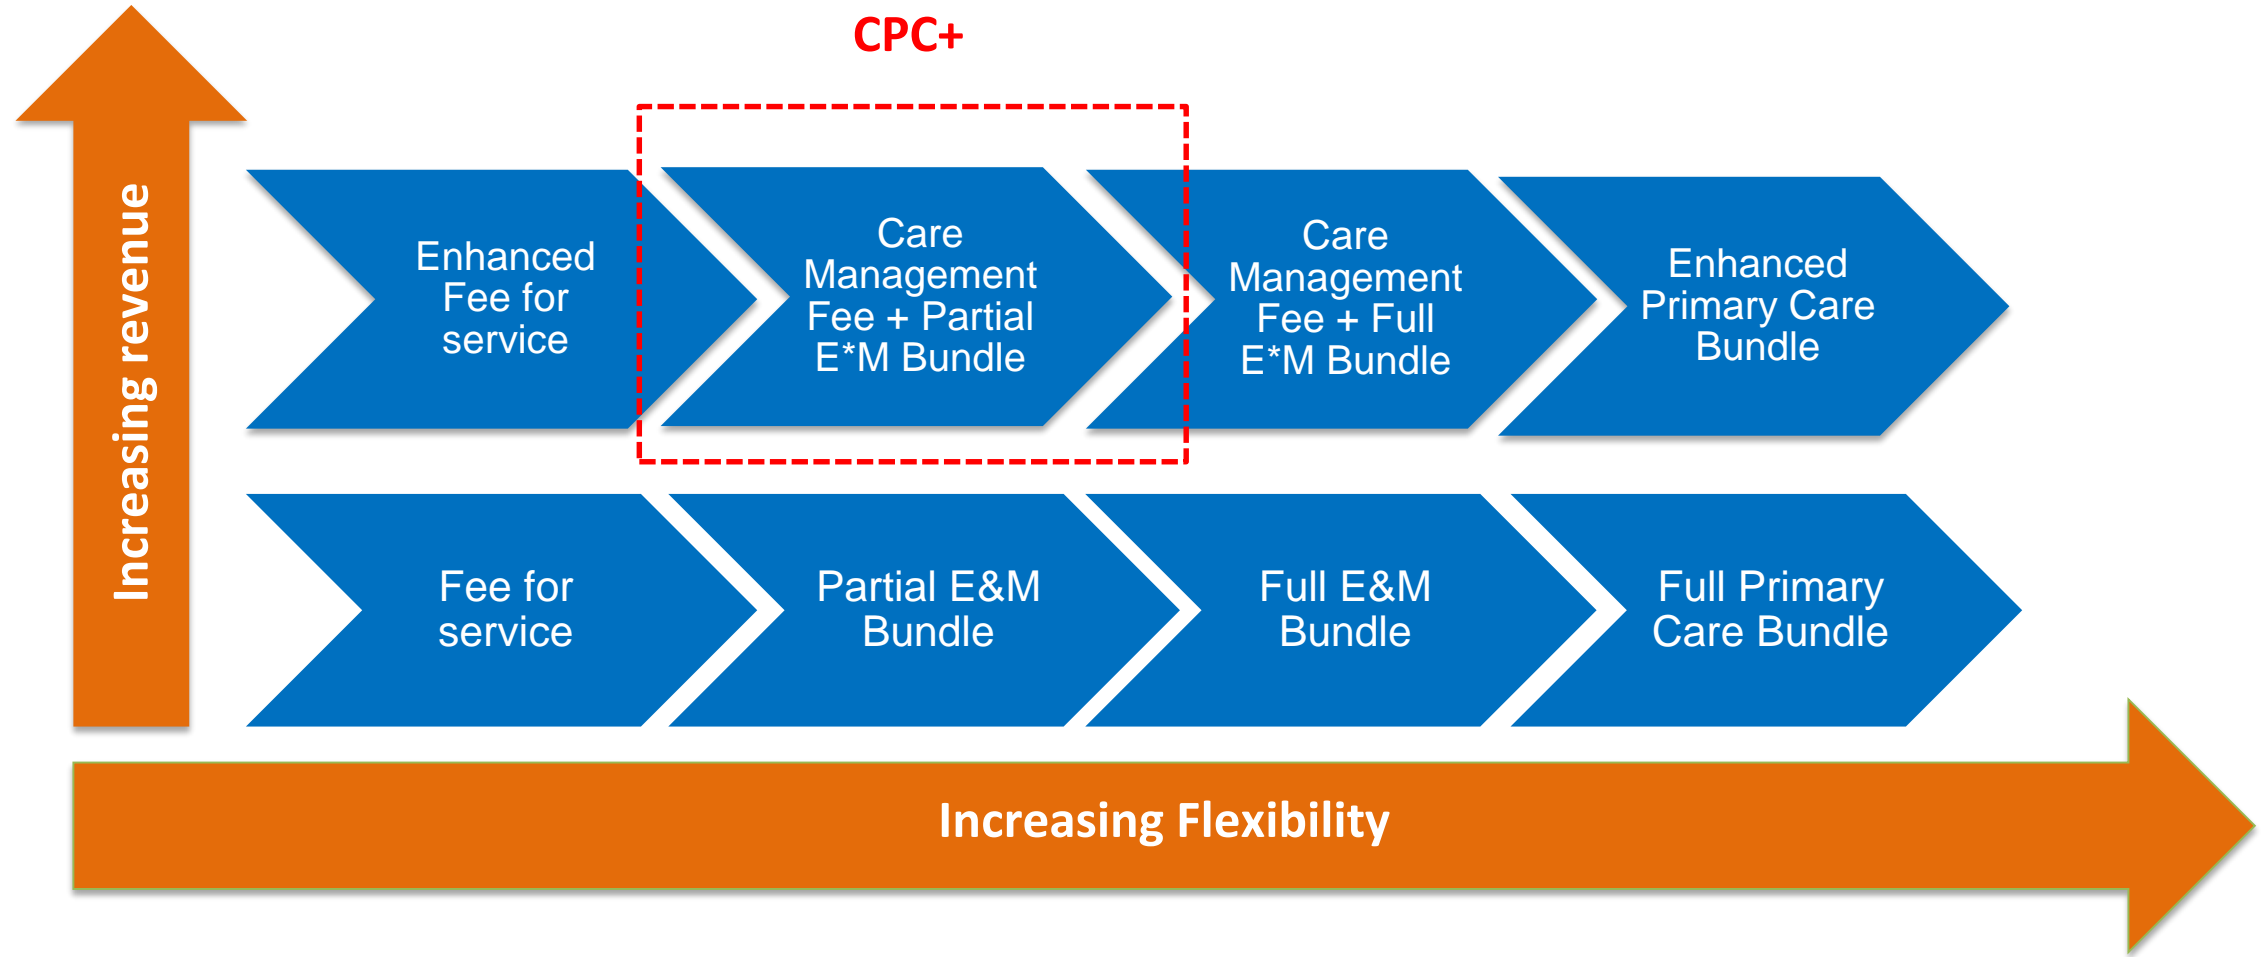 CPC+
Increasing revenue
Enhanced
Fee for
service
Care
Management
Fee + Partial
E*M Bundle
Care
Management
Fee + Full
E*M Bundle
Enhanced
Primary Care
Bundle
Fee for
service
Partial E&M
Bundle
Full E&M
Bundle
Full Primary
Care Bundle
Increasing Flexibility